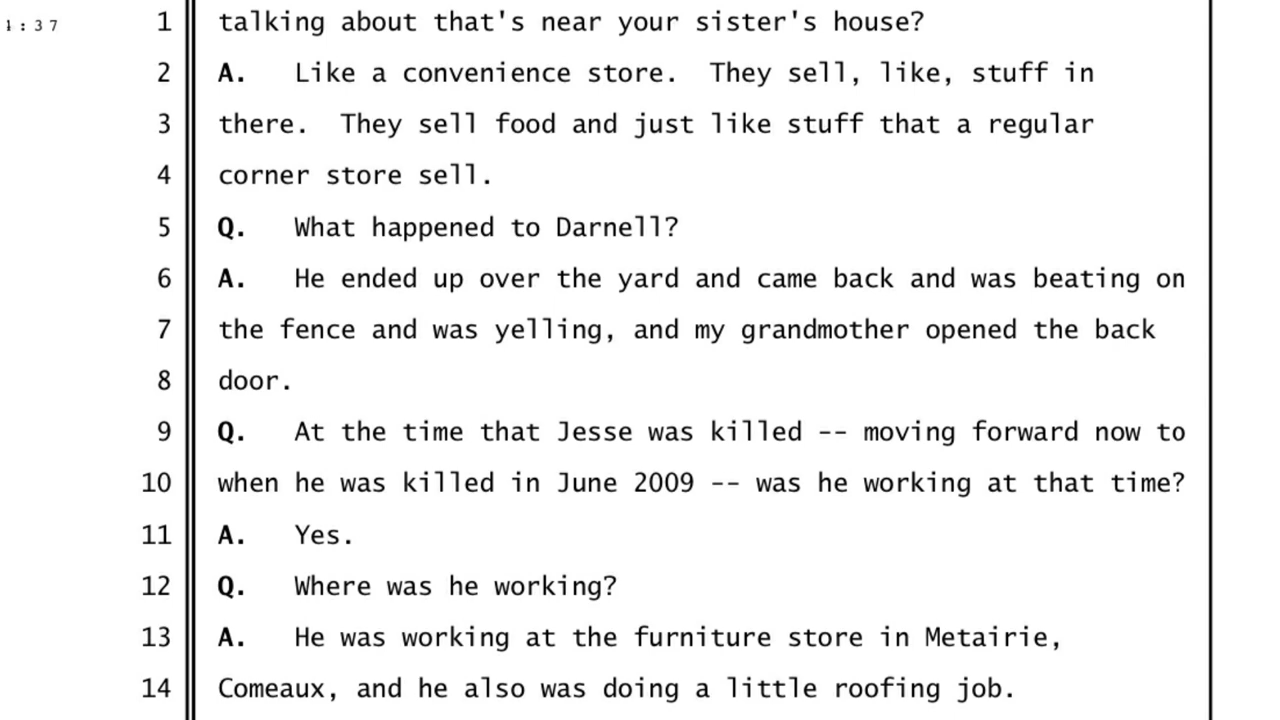 4:37 1 talking about that's near your sister's house?
2 A. Like a convenience store. They sell, like, stuff in
3 there. They sell food and just like stuff that a regular
4 corner store sell.
5 Q. What happened to Darnell?
6 A. He ended up over the yard and came back and was beating on
7 the fence and was yelling, and my grandmother opened the back
8 door.
9 Q. At the time that Jesse was killed -- moving forward now to
10 when he was killed in June 2009 -- was he working at that time?
11 A. Yes.
12 Q. Where was he working?
13 A. He was working at the furniture store in Metairie,
14 Comeaux, and he also was doing a little roofing job.